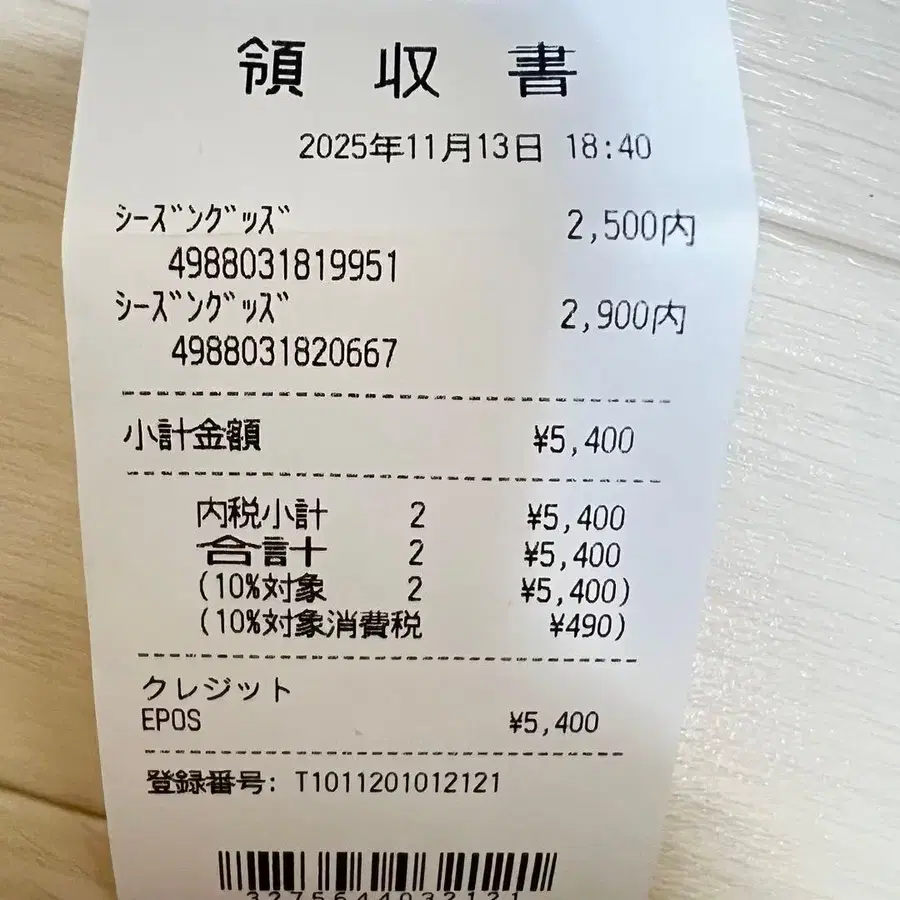 領収書
2025年11月13日 18:40
ｼｰｽﾞﾝｸﾞｯｽﾞ 2,500内
4988031819951
ｼｰｽﾞﾝｸﾞｯｽﾞ 2,900内
4988031820667
小計金額 ¥5,400
内税小計 2 ¥5,400
合計 2 ¥5,400
(10%対象 2 ¥5,400)
(10%対象消費税 ¥490)
クレジット
EPOS ¥5,400
登録番号: T1011201012121
3275644032121